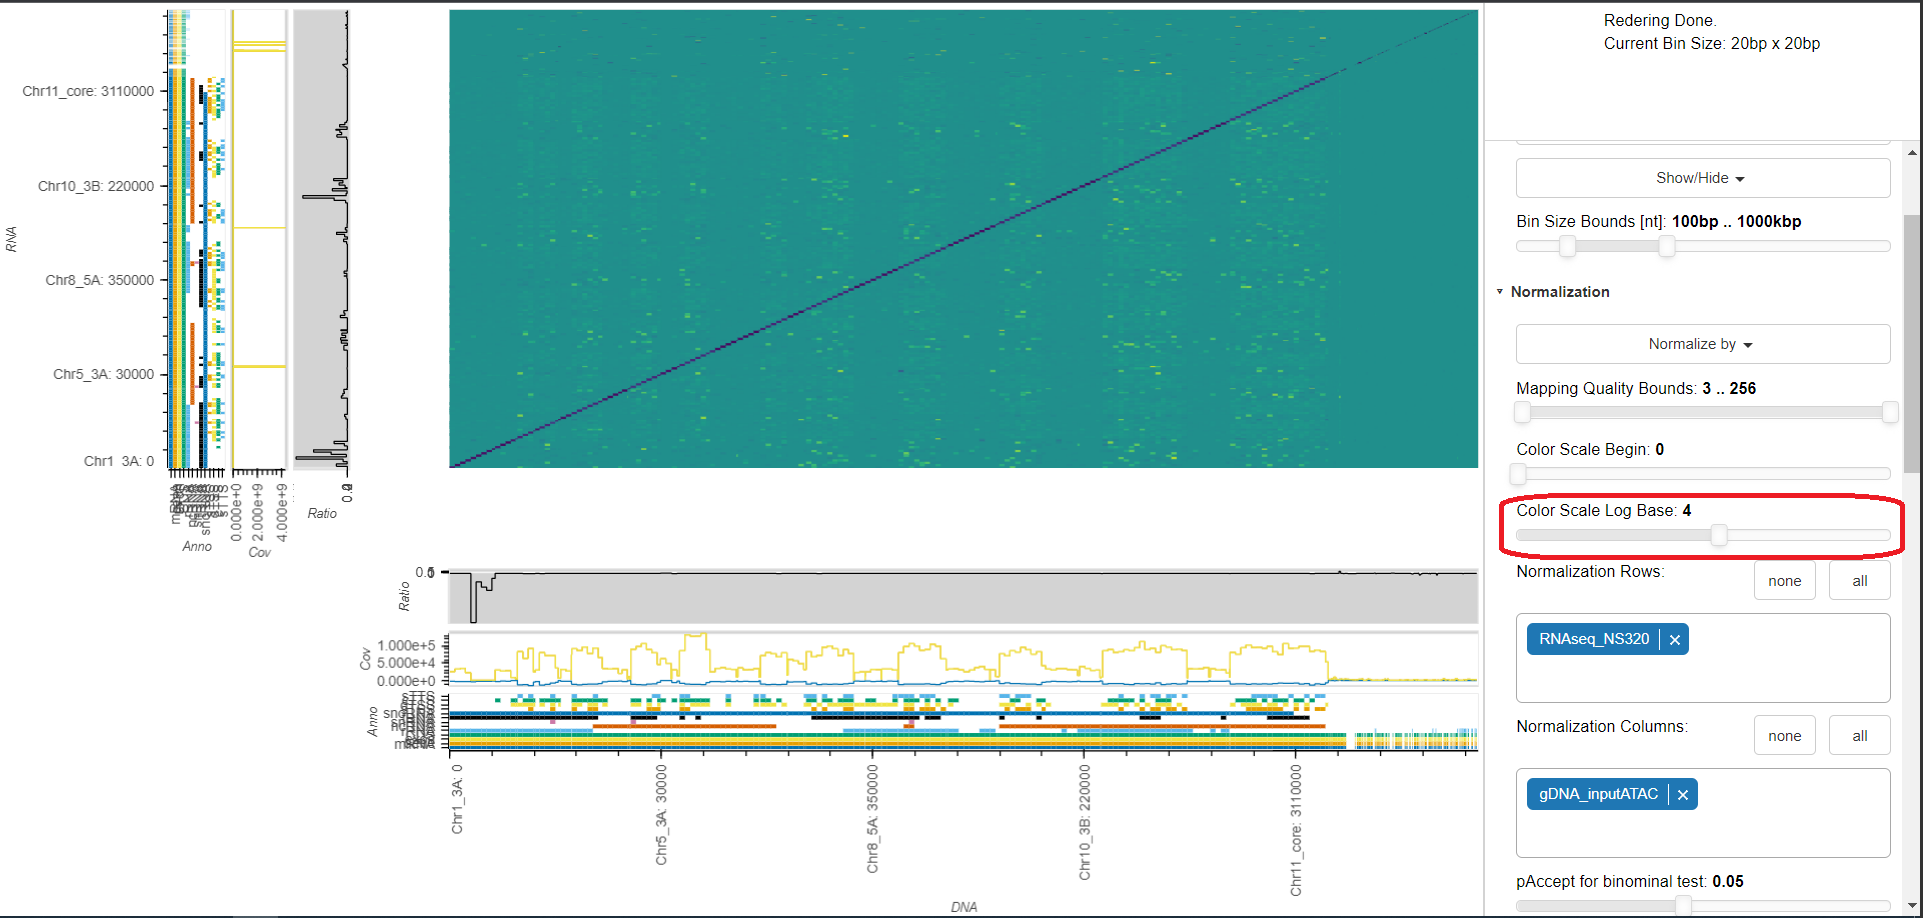 Redering Done.
Current Bin Size: 20bp x 20bp
Show/Hide
Bin Size Bounds [nt]: 100bp .. 1000kbp
Normalization
Normalize by
Mapping Quality Bounds: 3 .. 256
Color Scale Begin: 0
Color Scale Log Base: 4
Normalization Rows:
none
all
RNAseq_NS320
Normalization Columns:
none
all
gDNA_inputATAC
pAccept for binominal test: 0.05
RNA
Chr11_core: 3110000
Chr10_3B: 220000
Chr8_5A: 350000
Chr5_3A: 30000
Chr1_3A: 0
Anno
0.000e+0
2.000e+9
4.000e+9
Cov
Ratio
Ratio
Cov
1.000e+5
5.000e+4
0.000e+0
Anno
sTTS
Chr1_3A: 0
Chr5_3A: 30000
Chr8_5A: 350000
Chr10_3B: 220000
Chr11_core: 3110000
DNA